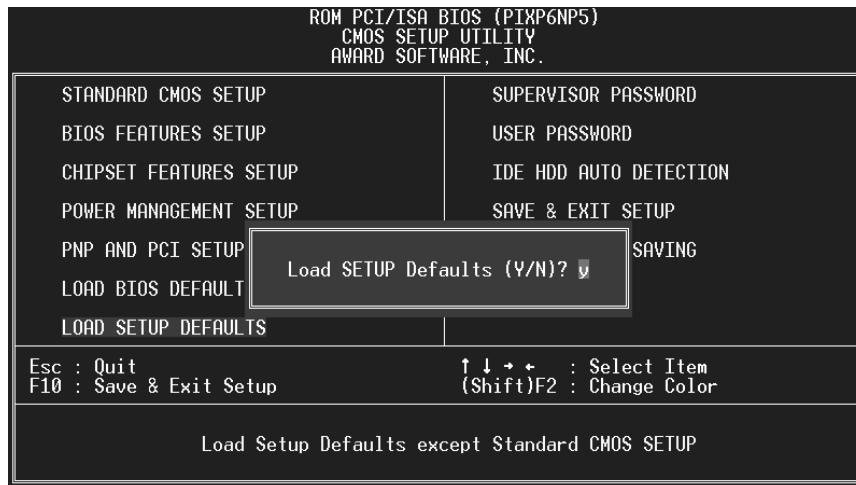 ROM PCI/ISA BIOS (PIXP6NP5)
CMOS SETUP UTILITY
AWARD SOFTWARE, INC.
STANDARD CMOS SETUP
BIOS FEATURES SETUP
CHIPSET FEATURES SETUP
POWER MANAGEMENT SETUP
PNP AND PCI SETUP
LOAD BIOS DEFAULT
LOAD SETUP DEFAULTS
SUPERVISOR PASSWORD
USER PASSWORD
IDE HDD AUTO DETECTION
SAVE & EXIT SETUP
SAVING
Load SETUP Defaults (Y/N)? y
Esc : Quit
F10 : Save & Exit Setup
↑ ↓ → ← : Select Item
(Shift)F2 : Change Color
Load Setup Defaults except Standard CMOS SETUP